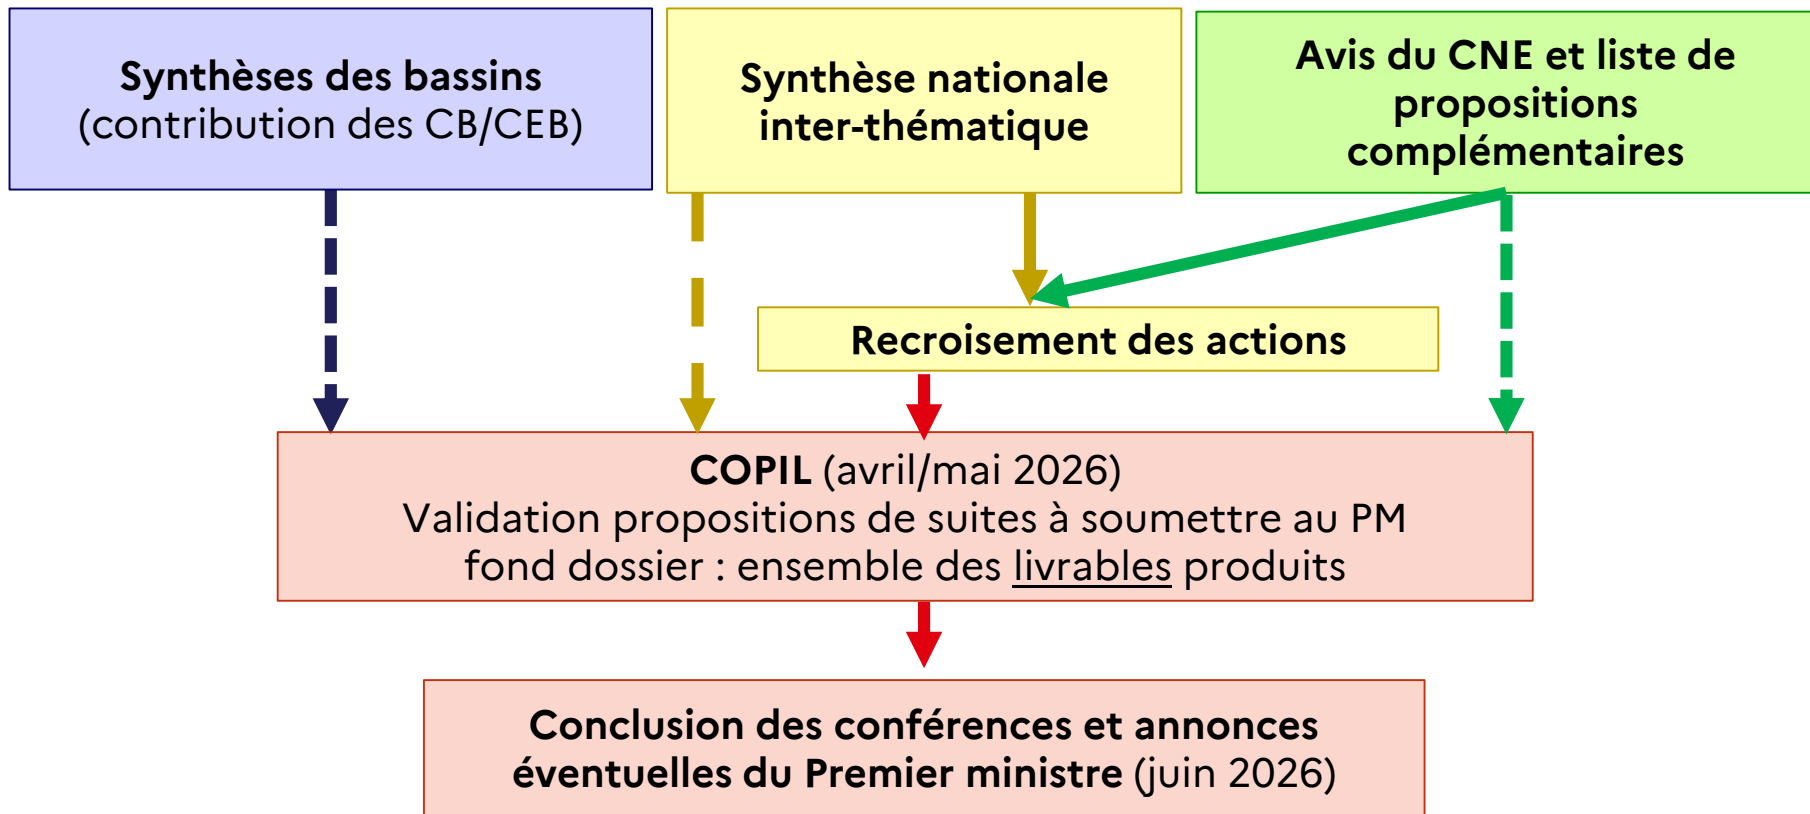 Synthèses des bassins
(contribution des CB/CEB)
Synthèse nationale
inter-thématique
Avis du CNE et liste de
propositions
complémentaires
Recroisement des actions
COPIL (avril/mai 2026)
Validation propositions de suites à soumettre au PM
fond dossier : ensemble des livrables produits
Conclusion des conférences et annonces
éventuelles du Premier ministre (juin 2026)